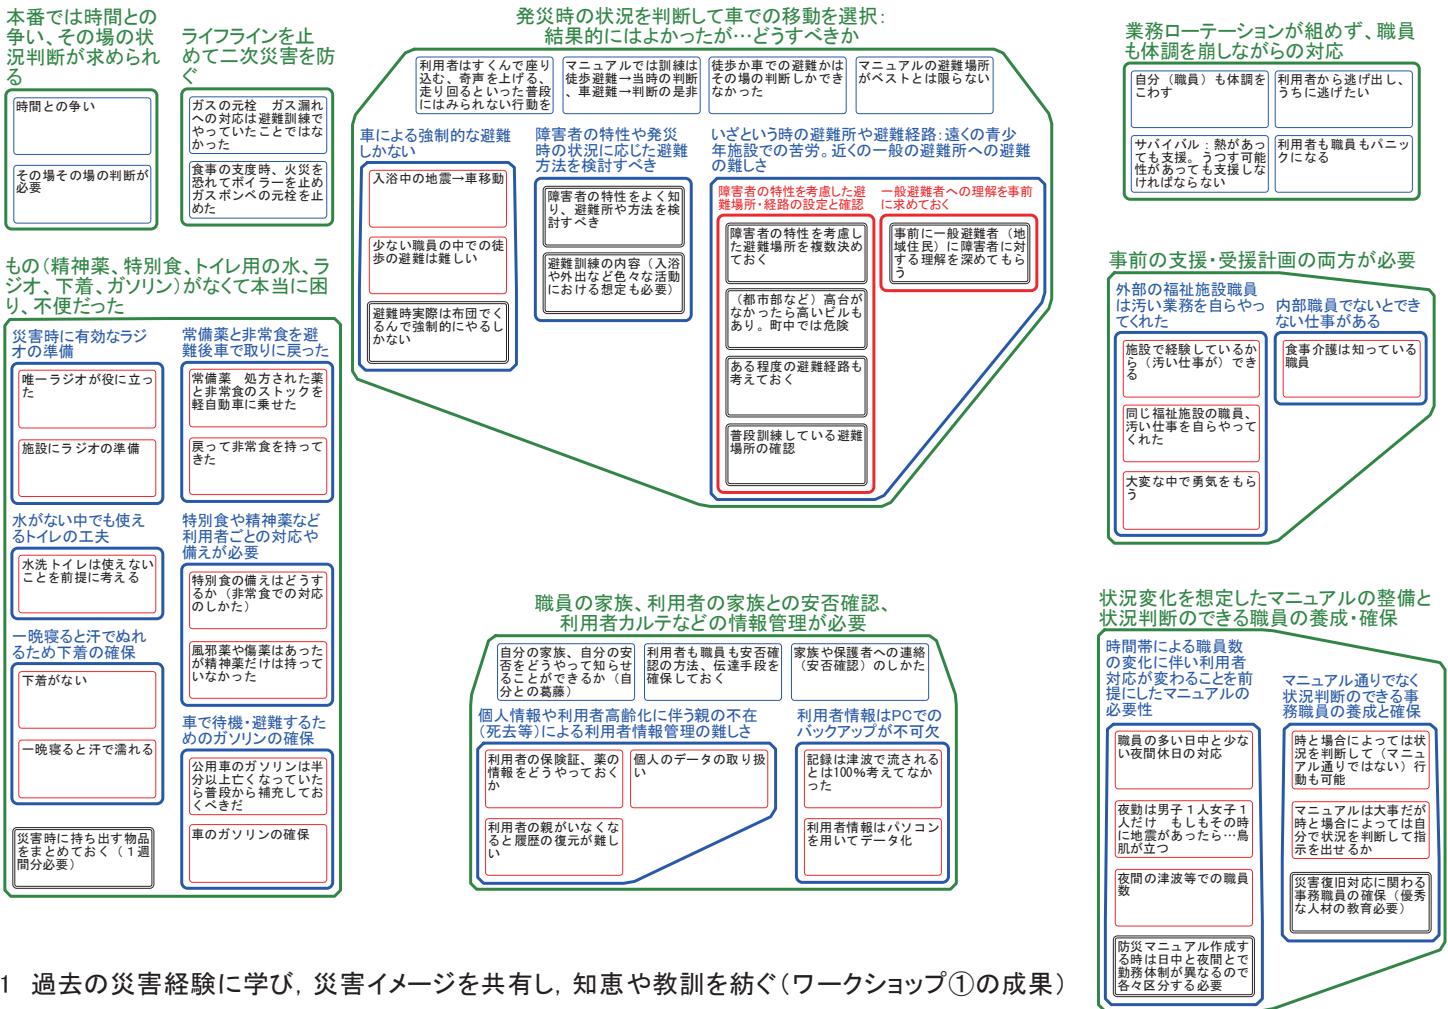 本番では時間との
争い、その場の状
況判断が求められ
る
時間との争い
その場その場の判断が
必要
ライフラインを止
めて二次災害を防
ぐ
ガスの元栓　ガス漏れ
への対応は避難訓練で
やっていたことではな
かった
食事の支度時、火災を
恐れてボイラーを止め
ガスボンベの元栓を止
めた
発災時の状況を判断して車での移動を選択：
結果的にはよかったが…どうすべきか
利用者はすくんで座り
込む、奇声を上げる、
走り回るといった普段
にはみられない行動を
マニュアルでは訓練は
徒歩避難→当時の判断
、車避難→判断の是非
徒歩か車での避難かは
その場の判断しかでき
なかった
マニュアルの避難場所
がベストとは限らない
車による強制的な避難
しかない
入浴中の地震→車移動
少ない職員の中での徒
歩の避難は難しい
避難時実際は布団でく
るんで強制的にやるし
かない
障害者の特性や発災
時の状況に応じた避難
方法を検討すべき
障害者の特性をよく知
り、避難所や方法を検
討すべき
避難訓練の内容（入浴
や外出など色々な活動
における想定も必要）
いざという時の避難所や避難経路：遠くの青少
年施設での苦労。近くの一般の避難所への避難
の難しさ
障害者の特性を考慮した避
難場所・経路の設定と確認
障害者の特性を考慮し
た避難場所を複数決め
ておく
（都市部など）高台が
なかったら高いビルも
あり。町中では危険
ある程度の避難経路も
考えておく
普段訓練している避難
場所の確認
一般避難者への理解を事前
に求めておく
事前に一般避難者（地
域住民）に障害者に対
する理解を深めてもら
う
業務ローテーションが組めず、職員
も体調を崩しながらの対応
自分（職員）も体調を
こわす
利用者から逃げ出し、
うちに逃げたい
サバイバル：熱があっ
ても支援。うつす可能
性があっても支援しな
ければならない
利用者も職員もパニッ
クになる
もの（精神薬、特別食、トイレ用の水、ラ
ジオ、下着、ガソリン）がなくて本当に困
り、不便だった
災害時に有効なラジ
オの準備
唯一ラジオが役に立っ
た
施設にラジオの準備
常備薬と非常食を避
難後車で取りに戻った
常備薬　処方された薬
と非常食のストックを
軽自動車に乗せた
戻って非常食を持って
きた
水がない中でも使え
るトイレの工夫
水洗トイレは使えない
ことを前提に考える
特別食や精神薬など
利用者ごとの対応や
備えが必要
特別食の備えはどうす
るか（非常食での対応
のしかた）
風邪薬や傷薬はあった
が精神薬だけは持って
いなかった
一晩寝ると汗でぬれ
るため下着の確保
下着がない
一晩寝ると汗で濡れる
車で待機・避難するた
めのガソリンの確保
公用車のガソリンは半
分以上亡くなっていた
ら普段から補充してお
くべきだ
車のガソリンの確保
災害時に持ち出す物品
をまとめておく（１週
間分必要）
事前の支援・受援計画の両方が必要
外部の福祉施設職員
は汚い業務を自らやっ
てくれた
施設で経験しているか
ら（汚い仕事が）でき
る
同じ福祉施設の職員、
汚い仕事を自らやって
くれた
大変な中で勇気をもら
う
内部職員でないとでき
ない仕事がある
食事介護は知っている
職員
職員の家族、利用者の家族との安否確認、
利用者カルテなどの情報管理が必要
自分の家族、自分の安
否をどうやって知らせ
ることができるか（自
分との葛藤）
利用者も職員も安否確
認の方法、伝達手段を
確保しておく
家族や保護者への連絡
（安否確認）のしかた
個人情報や利用者高齢化に伴う親の不在
（死去等）による利用者情報管理の難しさ
利用者の保険証、薬の
情報をどうやっておく
か
個人のデータの取り扱
い
利用者の親がいなくな
ると履歴の復元が難し
い
利用者情報はPCでの
バックアップが不可欠
記録は津波で流される
とは100%考えてなか
った
利用者情報はパソコン
を用いてデータ化
状況変化を想定したマニュアルの整備と
状況判断のできる職員の養成・確保
時間帯による職員数
の変化に伴い利用者
対応が変わることを前
提にしたマニュアルの
必要性
職員の多い日中と少な
い夜間休日の対応
夜勤は男子１人女子１
人だけ　もしもその時
に地震があったら…鳥
肌が立つ
夜間の津波等での職員
数
防災マニュアル作成す
る時は日中と夜間とで
勤務体制が異なるので
各々区分する必要
マニュアル通りでなく
状況判断のできる事
務職員の養成と確保
時と場合によっては状
況を判断して（マニュ
アル通りではない）行
動も可能
マニュアルは大事だが
時と場合によっては自
分で状況を判断して指
示を出せるか
災害復旧対応に関わる
事務職員の確保（優秀
な人材の教育必要）
1　過去の災害経験に学び，災害イメージを共有し，知恵や教訓を紡ぐ（ワークショップ①の成果）